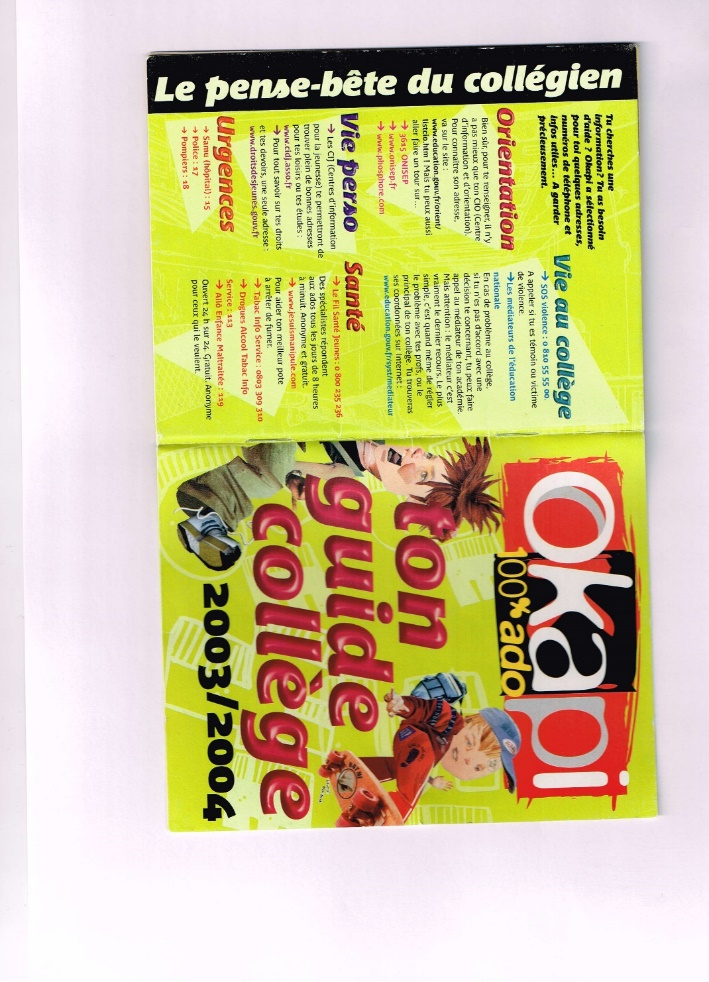 Le pense-bête du collégien
Tu cherches une
information? Tu as besoin
d'aide ? Okapi a sélectionné
pour toi quelques adresses,
numéros de téléphone et
infos utiles... A garder
précieusement.
Orientation
Bien sûr, pour te renseigner, il n'y
a pas mieux que ton CIO (Centre
d'information et d'orientation).
Pour connaître son adresse,
va sur le site :
www.education.gouv.fr/orient/
listcio.htm ! Mais tu peux aussi
aller faire un tour sur...
→ 3615 ONISEP
→ www.onisep.fr
→ www.phosphore.com
Vie perso
→ Les CIJ (Centres d'information
pour la jeunesse) te permettront de
trouver plein de bonnes adresses
pour tes loisirs ou tes études :
www.cidj.asso.fr
→ Pour tout savoir sur tes droits
et tes devoirs, une seule adresse :
www.droitsdesjeunes.gouv.fr
Urgences
→ Samu (hôpital) : 15
→ Police : 17
→ Pompiers : 18
Vie au collège
→ SOS violence : 0 810 55 55 00
A appeler si tu es témoin ou victime
de violence.
→ Les médiateurs de l'éducation
nationale
En cas de problème au collège,
si tu n'es pas d'accord avec une
décision te concernant, tu peux faire
appel au médiateur de ton académie.
Mais attention : le médiateur c'est
vraiment le dernier recours. Le plus
simple, c'est quand même de régler
le problème avec tes profs, ou le
principal de ton collège. Tu trouveras
ses coordonnées sur Internet :
www.education.gouv.fr/syst/mediateur
Santé
→ Le Fil Santé Jeunes : 0 800 235 236
Des spécialistes répondent
aux ados tous les jours de 8 heures
à minuit. Anonyme et gratuit.
→ www.jesuismanipule.com
Pour aider ton meilleur pote
à arrêter de fumer.
→ Tabac Info Service : 0803 309 310
→ Drogues Alcool Tabac Info
Service : 113
→ Allô Enfance Maltraitée : 119
Ouvert 24 h sur 24. Gratuit. Anonyme
pour ceux qui le veulent.
okapi
100% ado
ton
guide
collège
2003/2004